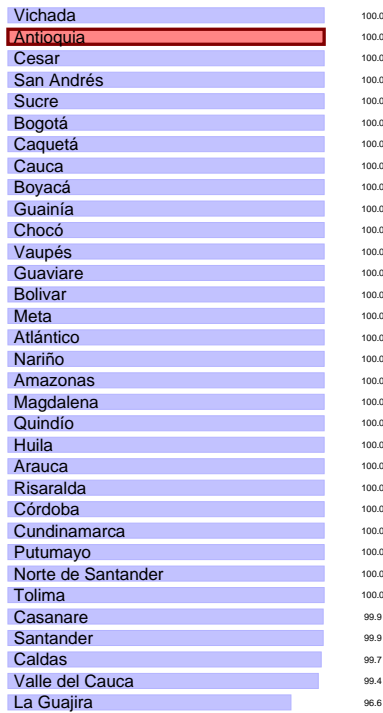 Vichada 100.0
Antioquia 100.0
Cesar 100.0
San Andrés 100.0
Sucre 100.0
Bogotá 100.0
Caquetá 100.0
Cauca 100.0
Boyacá 100.0
Guainía 100.0
Chocó 100.0
Vaupés 100.0
Guaviare 100.0
Bolivar 100.0
Meta 100.0
Atlántico 100.0
Nariño 100.0
Amazonas 100.0
Magdalena 100.0
Quindío 100.0
Huila 100.0
Arauca 100.0
Risaralda 100.0
Córdoba 100.0
Cundinamarca 100.0
Putumayo 100.0
Norte de Santander 100.0
Tolima 100.0
Casanare 99.9
Santander 99.9
Caldas 99.7
Valle del Cauca 99.4
La Guajira 96.6